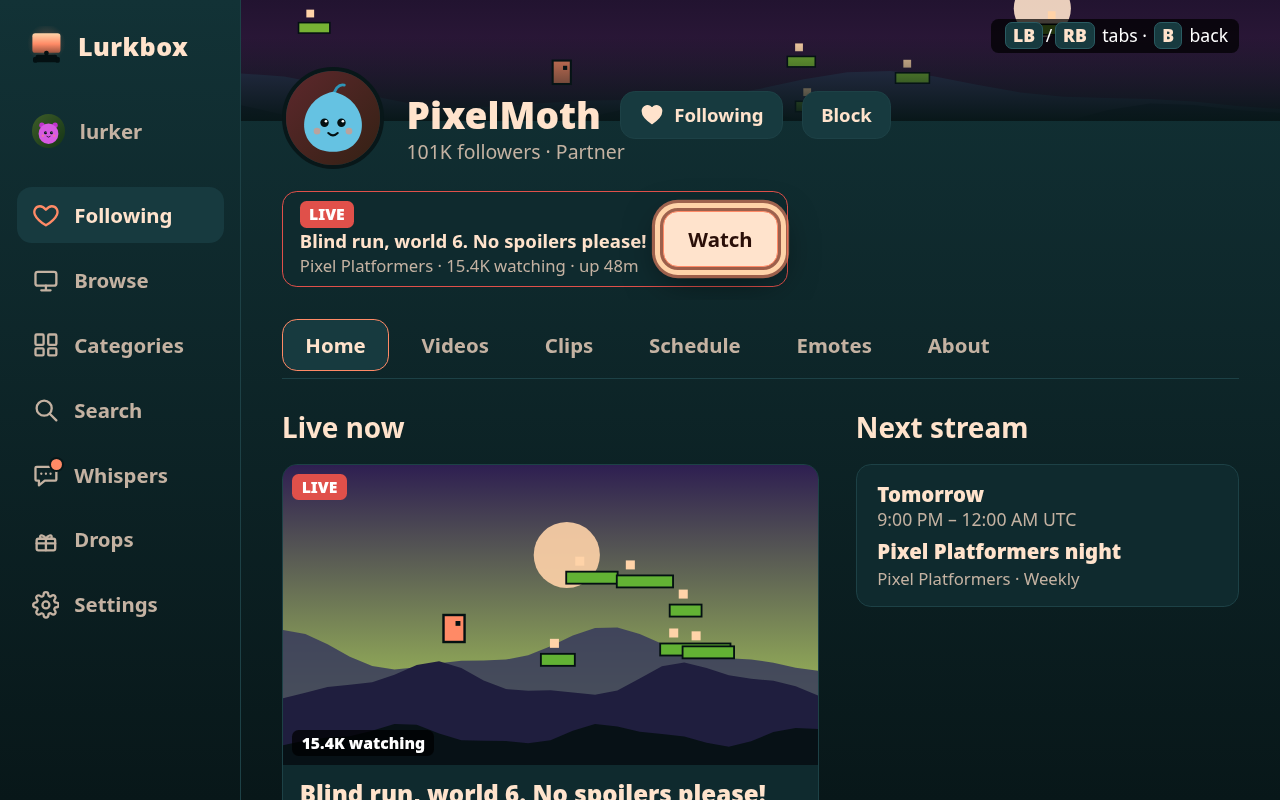 Lurkbox
lurker
Following
Browse
Categories
Search
Whispers
Drops
Settings
LB / RB tabs · B back
PixelMoth
Following
Block
101K followers · Partner
LIVE
Blind run, world 6. No spoilers please!
Pixel Platformers · 15.4K watching · up 48m
Watch
Home
Videos
Clips
Schedule
Emotes
About
Live now
LIVE
15.4K watching
Blind run, world 6. No spoilers please!
Next stream
Tomorrow
9:00 PM – 12:00 AM UTC
Pixel Platformers night
Pixel Platformers · Weekly